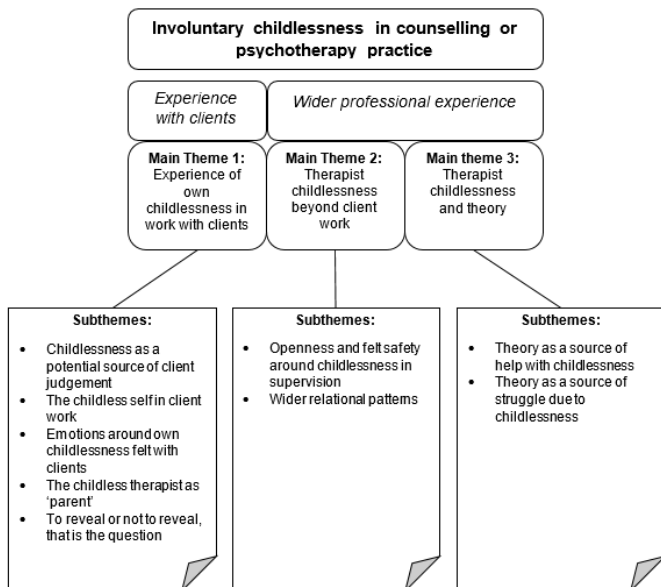 Involuntary childlessness in counselling or
psychotherapy practice
Experience
with clients
Wider professional experience
Main Theme 1:
Experience of
own
childlessness in
work with clients
Main Theme 2:
Therapist
childlessness
beyond client
work
Main theme 3:
Therapist
childlessness
and theory
Subthemes:
• Childlessness as a
potential source of client
judgement
• The childless self in client
work
• Emotions around own
childlessness felt with
clients
• The childless therapist as
‘parent’
• To reveal or not to reveal,
that is the question
Subthemes:
• Openness and felt safety
around childlessness in
supervision
• Wider relational patterns
Subthemes:
• Theory as a source of
help with childlessness
• Theory as a source of
struggle due to
childlessness